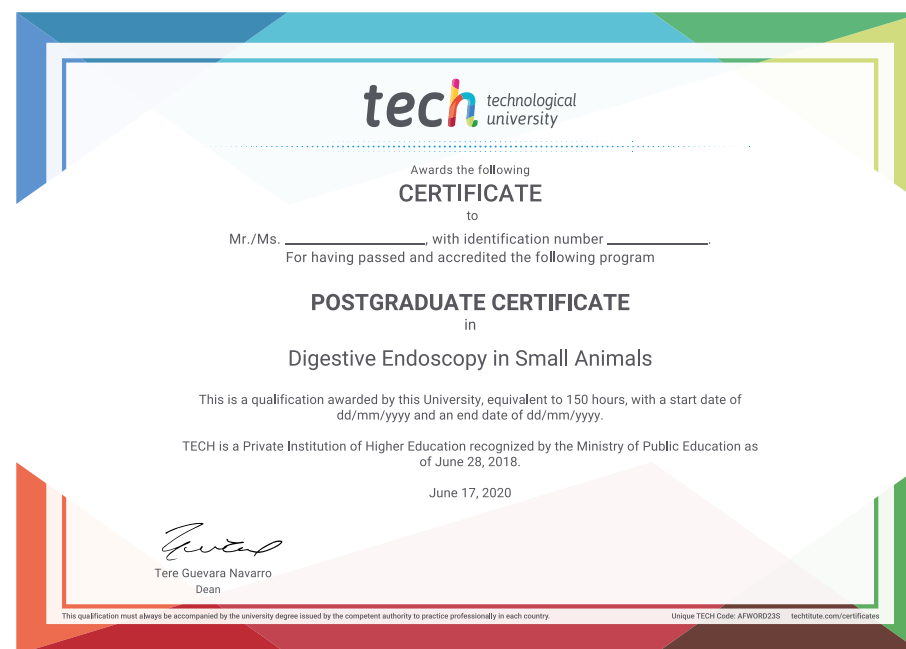 tech technological
university
Awards the following
CERTIFICATE
to
Mr./Ms. ____________________, with identification number ______________.
For having passed and accredited the following program
POSTGRADUATE CERTIFICATE
in
Digestive Endoscopy in Small Animals
This is a qualification awarded by this University, equivalent to 150 hours, with a start date of
dd/mm/yyyy and an end date of dd/mm/yyyy.
TECH is a Private Institution of Higher Education recognized by the Ministry of Public Education as
of June 28, 2018.
June 17, 2020
Tere Guevara Navarro
Dean
This qualification must always be accompanied by the university degree issued by the competent authority to practice professionally in each country.
Unique TECH Code: AFWORD23S techtitute.com/certificates